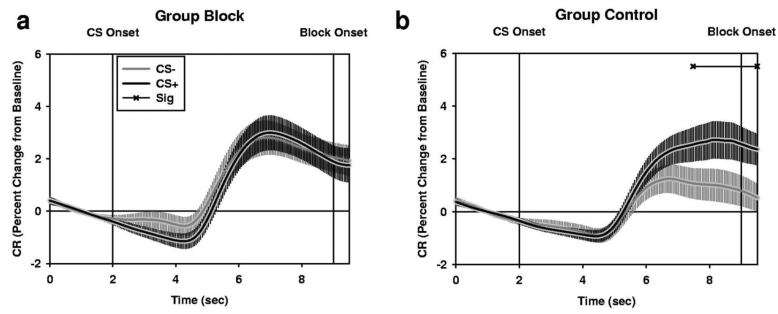 a
Group Block
CS Onset
Block Onset
6
4
2
0
-2
CS-
CS+
Sig
CR (Percent Change from Baseline)
0
2
4
6
8
Time (sec)
b
Group Control
CS Onset
Block Onset
6
4
2
0
-2
CR (Percent Change from Baseline)
0
2
4
6
8
Time (sec)